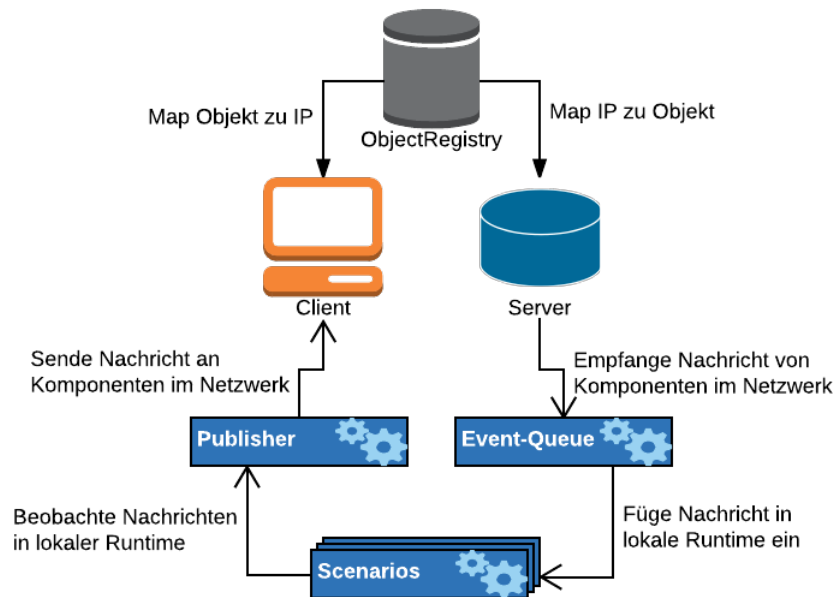 Map Objekt zu IP
Map IP zu Objekt
ObjectRegistry
Client
Server
Sende Nachricht an
Komponenten im Netzwerk
Empfange Nachricht von
Komponenten im Netzwerk
Publisher
Event-Queue
Beobachte Nachrichten
in lokaler Runtime
Füge Nachricht in
lokale Runtime ein
Scenarios